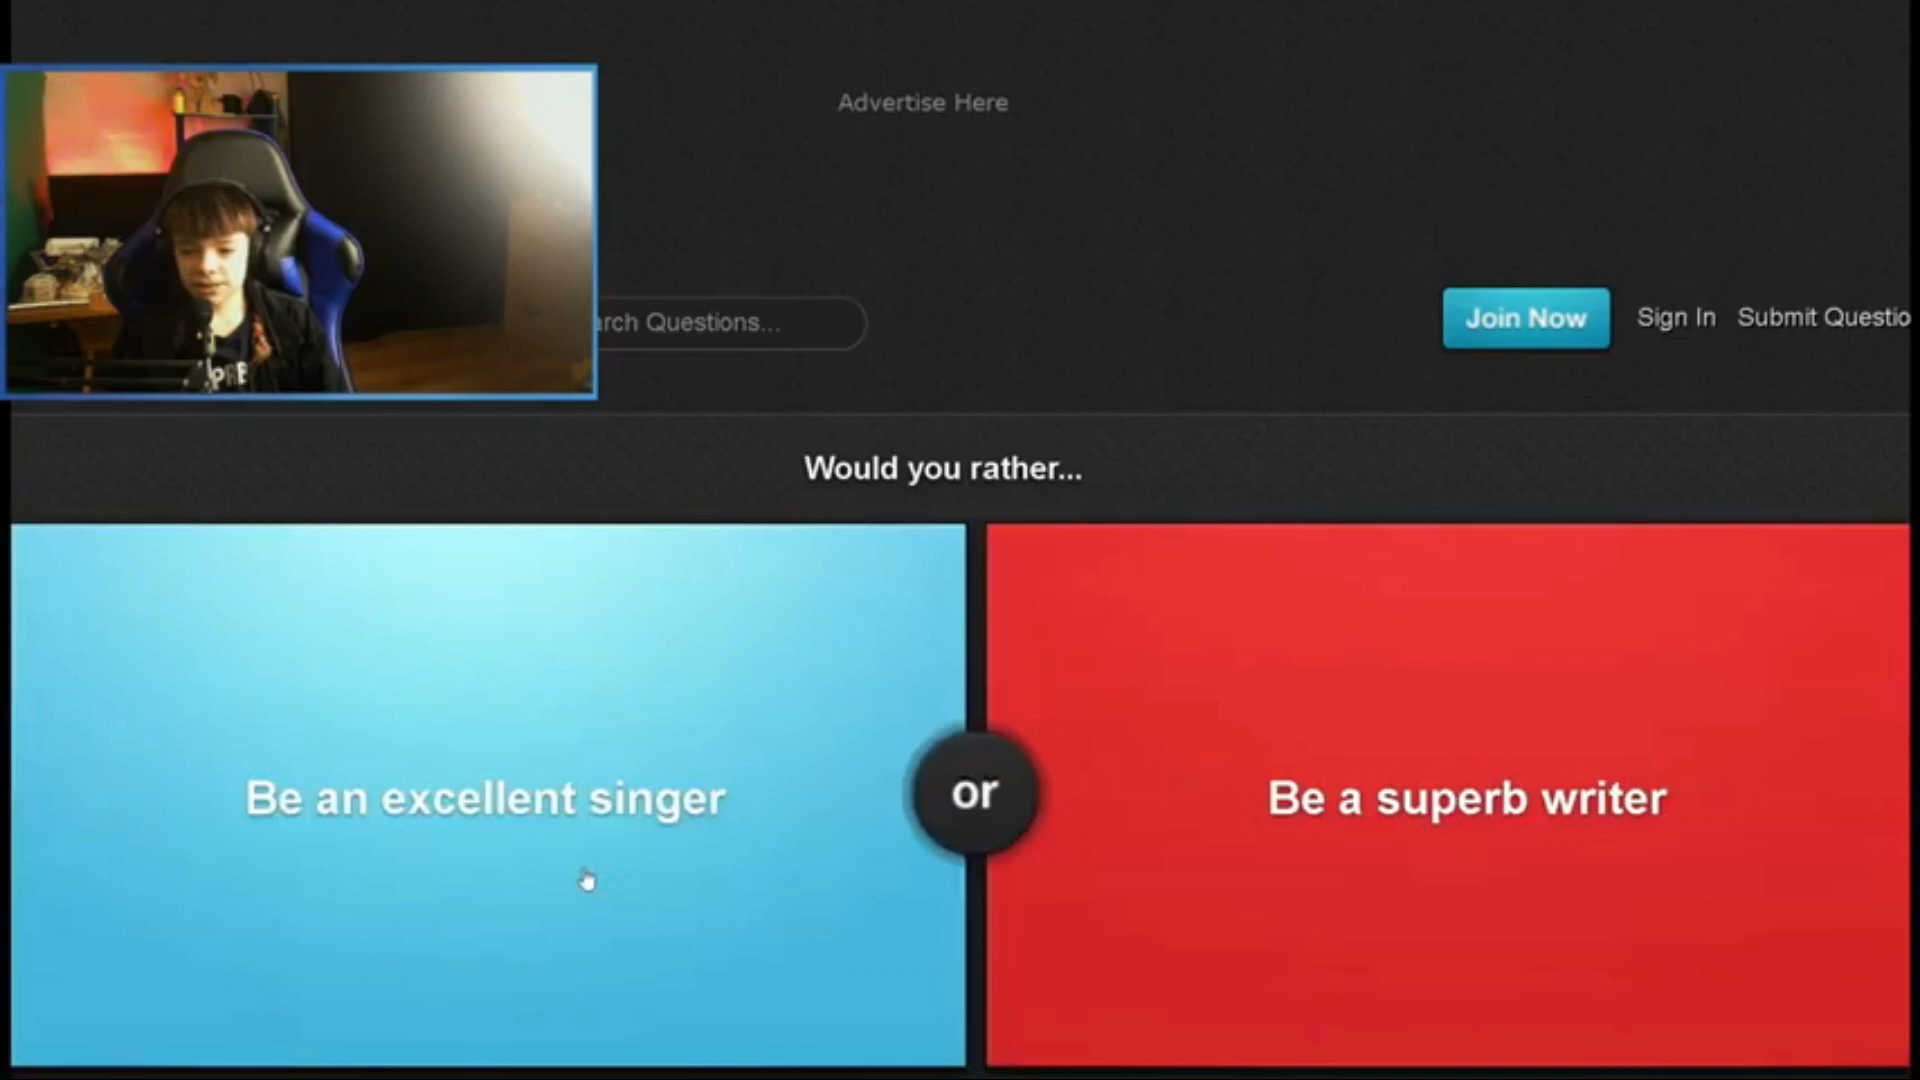 Advertise Here
arch Questions...
Join Now
Sign In
Submit Questio
Would you rather...
Be an excellent singer
or
Be a superb writer